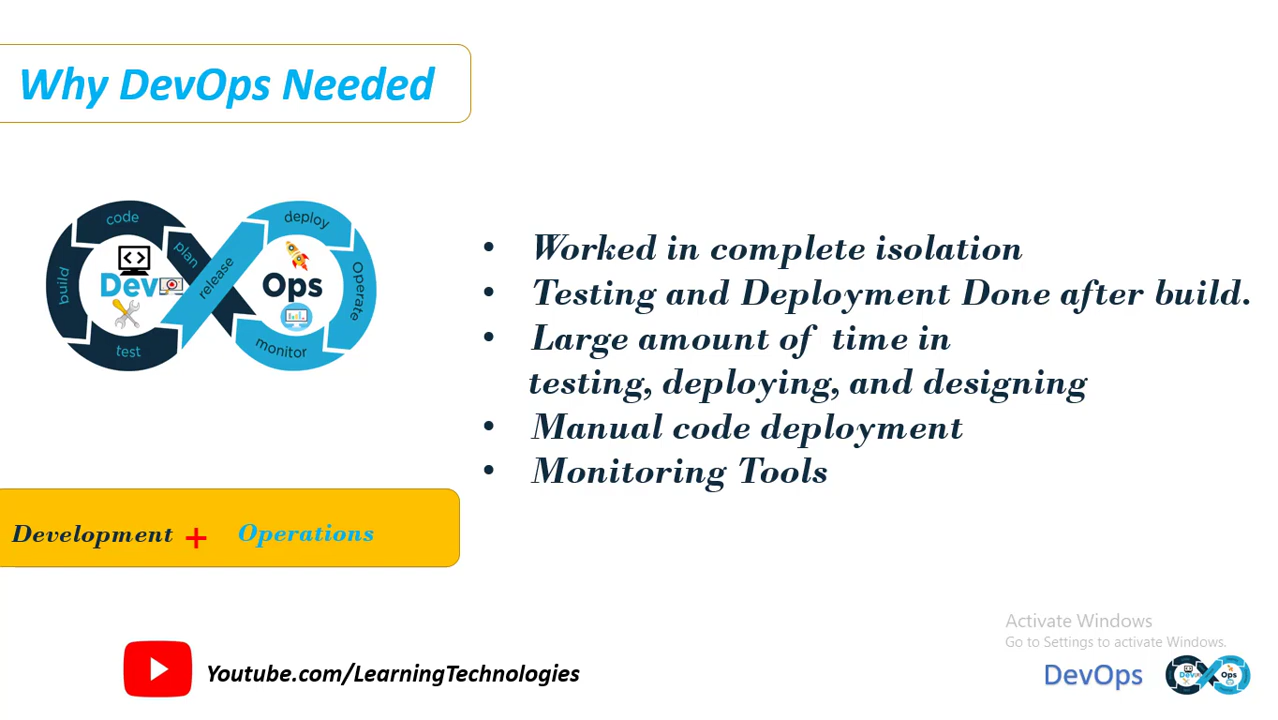 Why DevOps Needed
code
deploy
plan
release
build
Dev
Ops
Operate
test
monitor
• Worked in complete isolation
• Testing and Deployment Done after build.
• Large amount of time in
testing, deploying, and designing
• Manual code deployment
• Monitoring Tools
Development + Operations
Activate Windows
Go to Settings to activate Windows.
Youtube.com/LearningTechnologies
DevOps
Dev
Ops